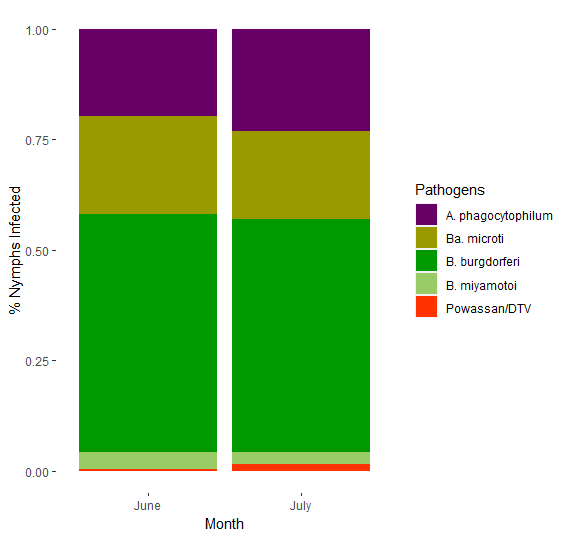 1.00
0.75
0.50
0.25
0.00
% Nymphs Infected
June
July
Month
Pathogens
A. phagocytophilum
Ba. microti
B. burgdorferi
B. miyamotoi
Powassan/DTV